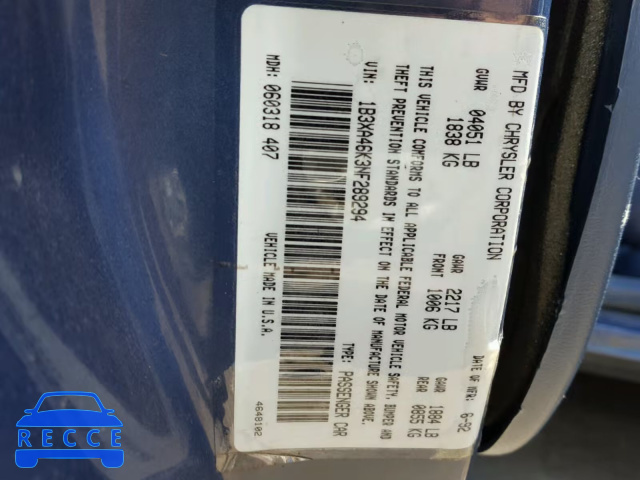 MFD BY CHRYSLER CORPORATION DATE OF MFR: 6-92
GVWR 04051 LB GAWR 2217 LB GAWR 1884 LB
1838 KG FRONT 1006 KG REAR 0855 KG
THIS VEHICLE CONFORMS TO ALL APPLICABLE FEDERAL MOTOR VEHICLE SAFETY, BUMPER AND
THEFT PREVENTION STANDARDS IN EFFECT ON THE DATE OF MANUFACTURE SHOWN ABOVE.
VIN: 1B3XA46K3NF289294 TYPE: PASSENGER CAR
MDH: 060318 407 VEHICLE MADE IN U.S.A. 4648102
RECCE